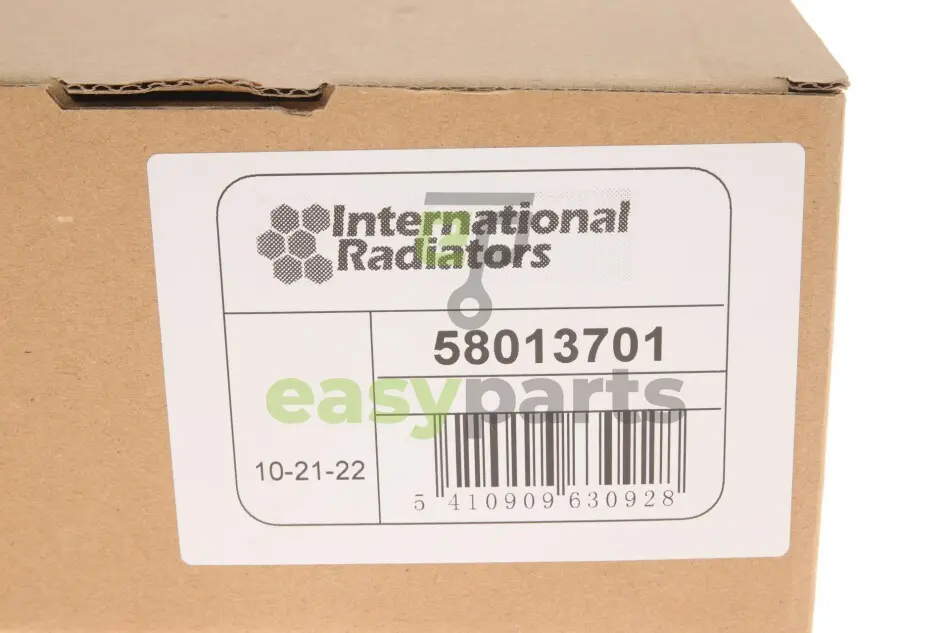 International
Radiators
58013701
easyparts
10-21-22
5 410909 630928